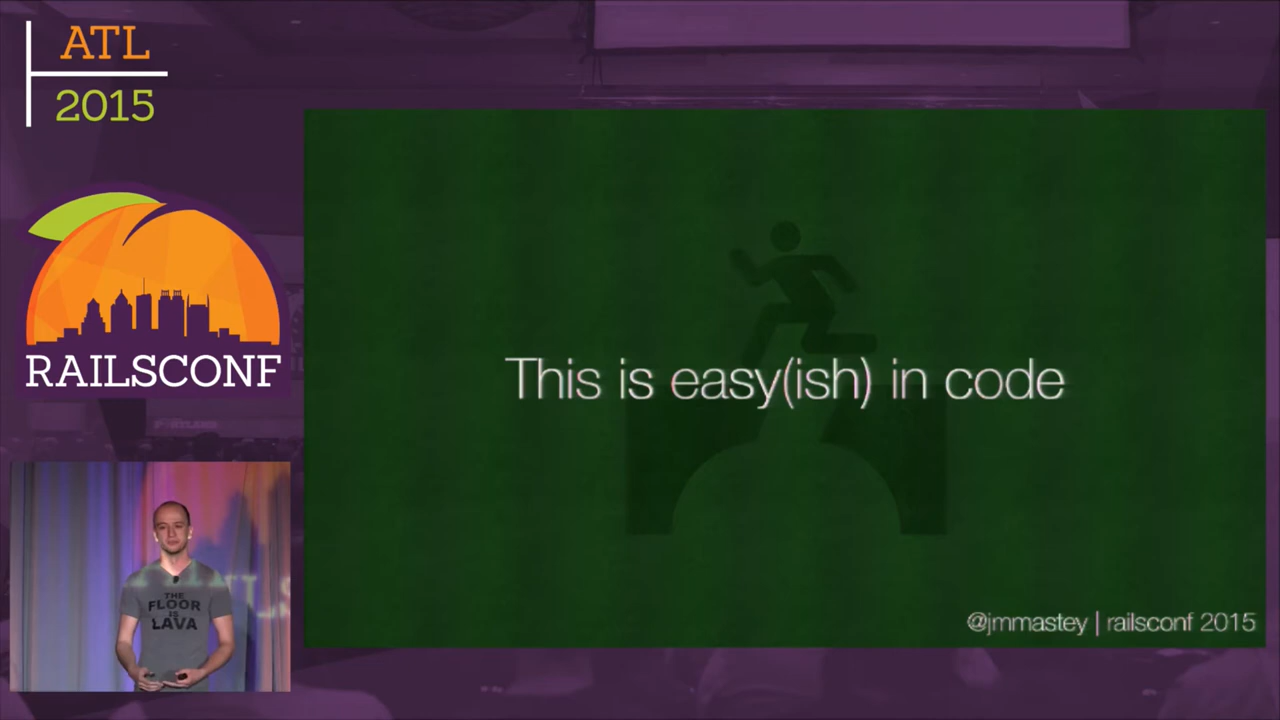 ATL
2015
RAILSCONF
THE
FLOOR
IS
LAVA
This is easy(ish) in code
@jmmastey | railsconf 2015